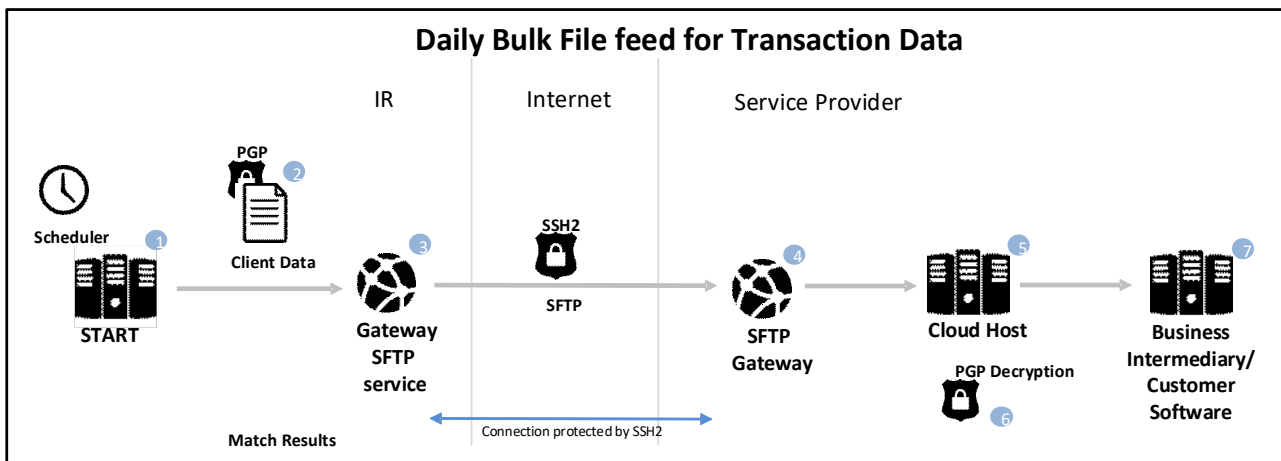 Daily Bulk File feed for Transaction Data
IR
Internet
Service Provider
PGP
2
Scheduler
1
Client Data
3
SSH2
SFTP
4
5
7
START
Gateway
SFTP
service
SFTP
Gateway
Cloud Host
PGP Decryption
6
Business
Intermediary/
Customer
Software
Connection protected by SSH2
Match Results